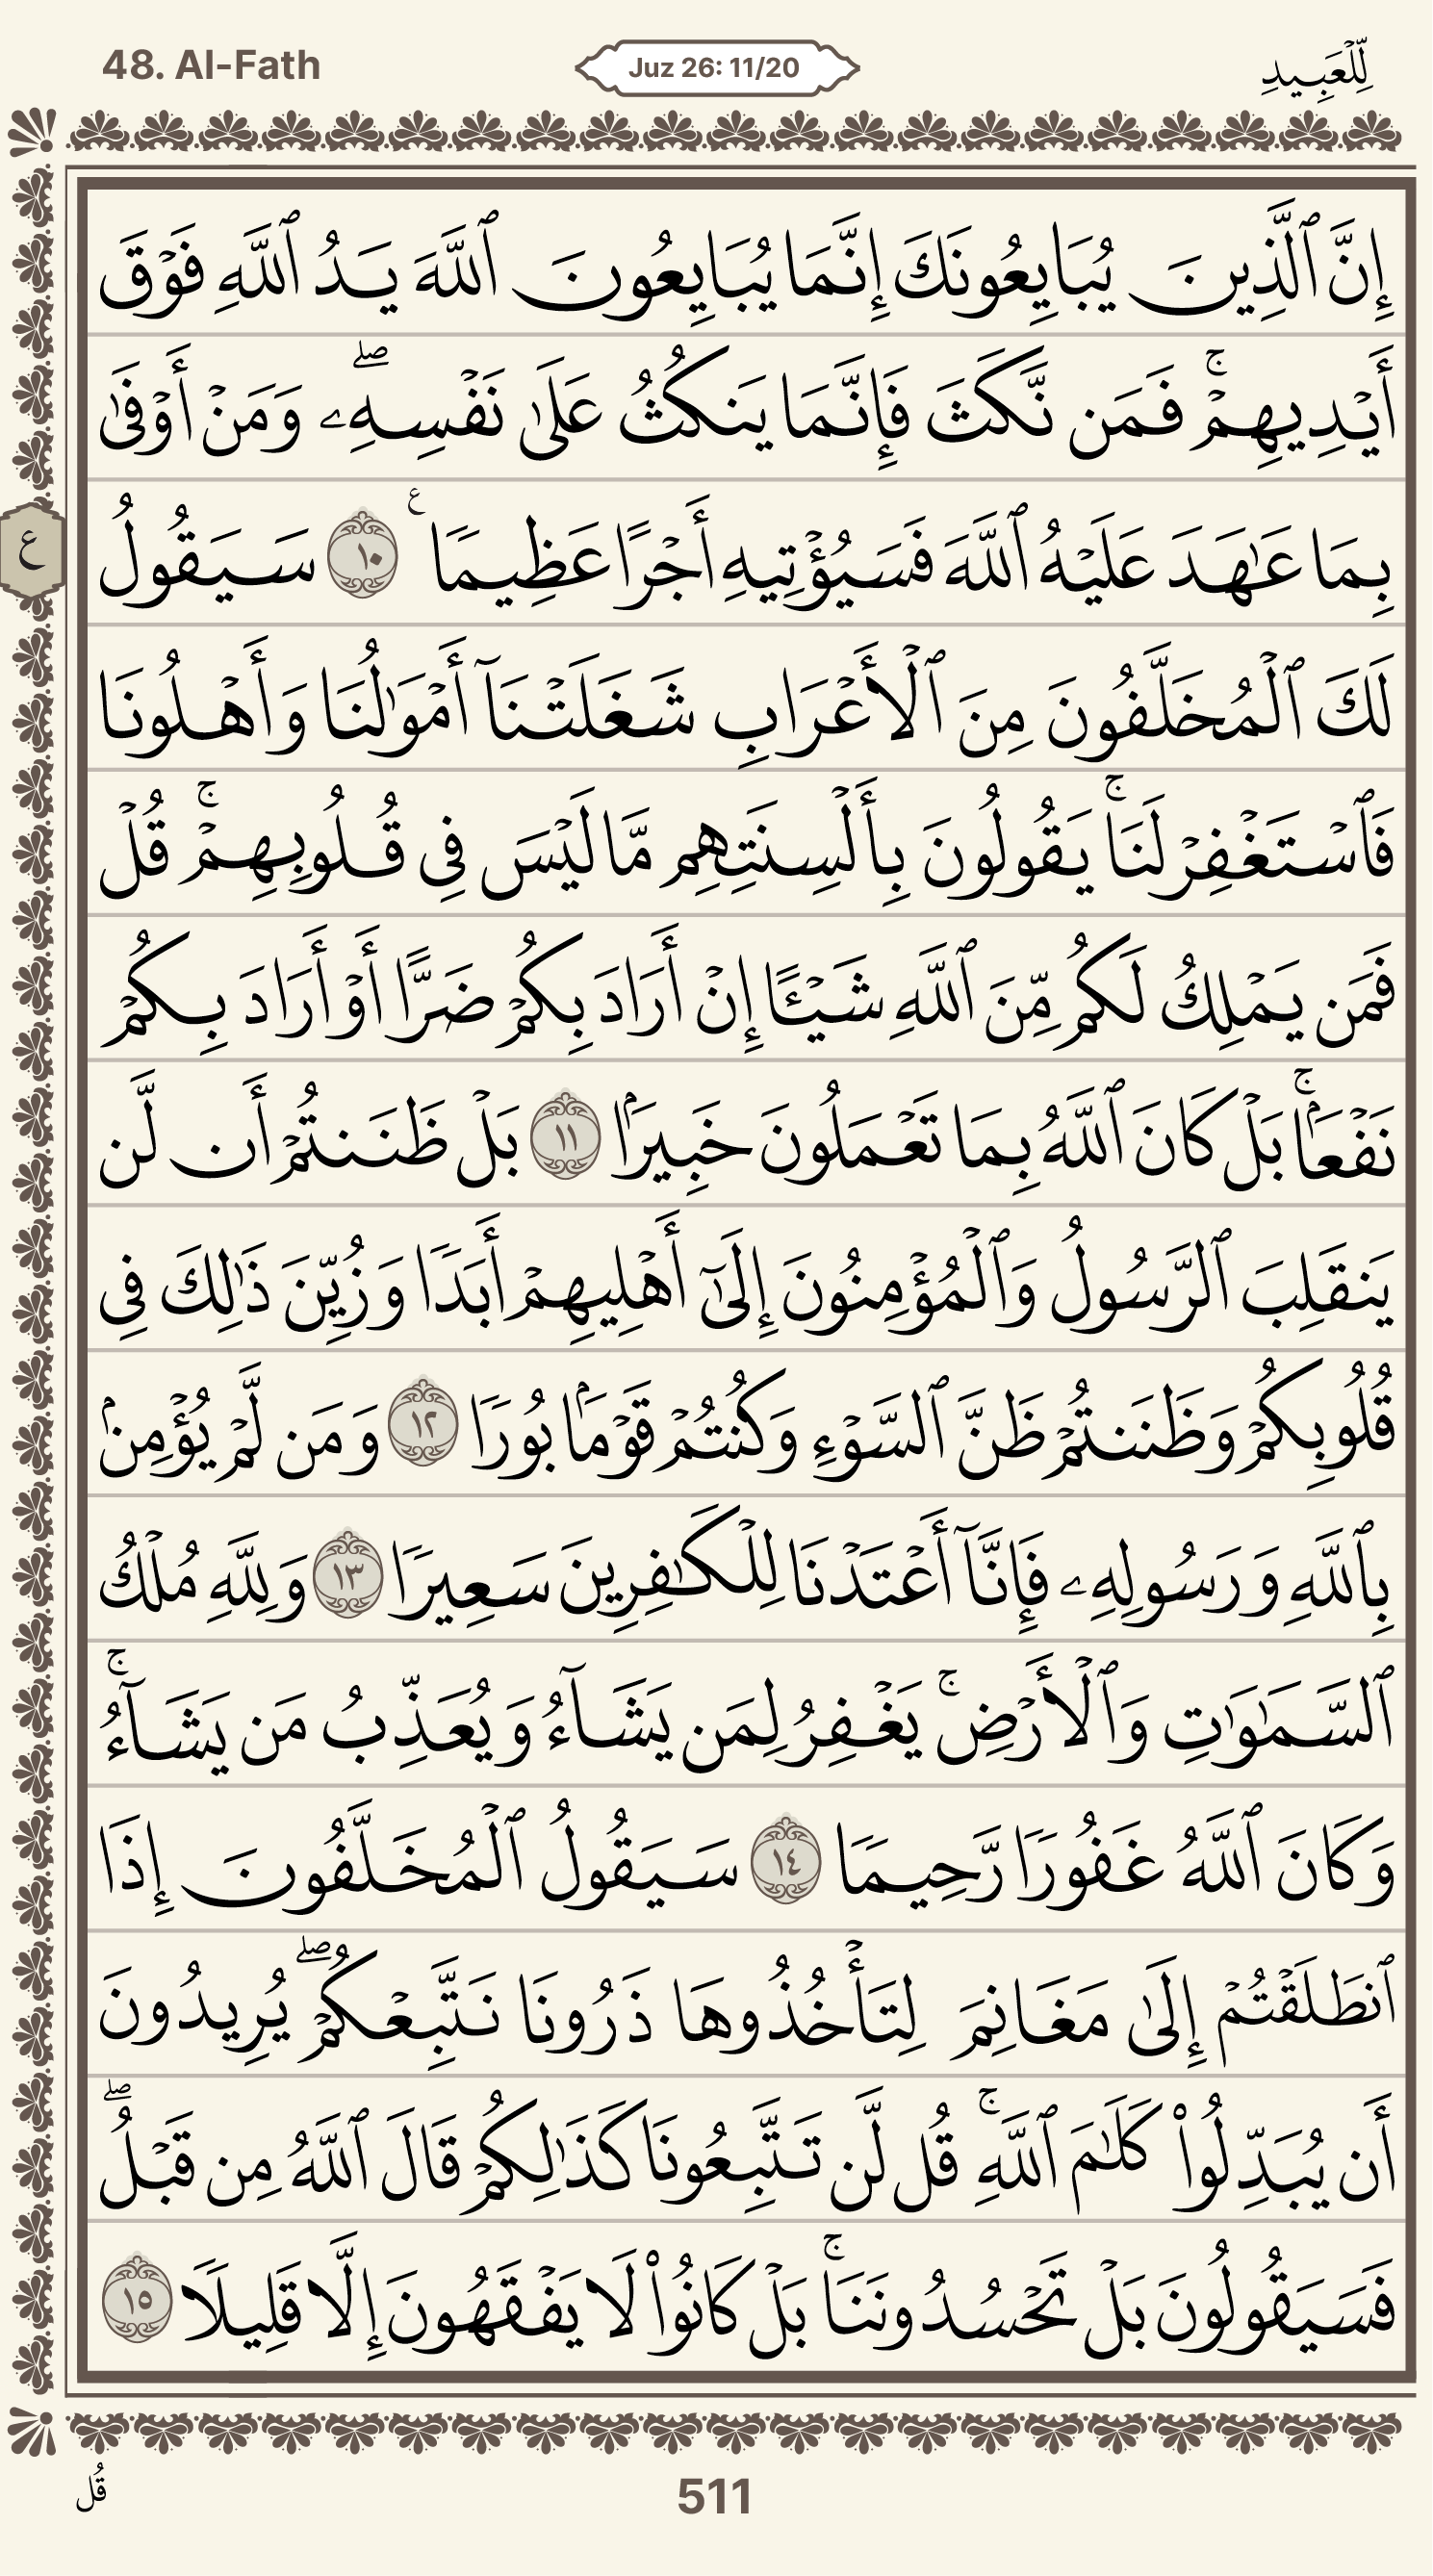 48. Al-Fath
Juz 26: 11/20
لِّلْعَبِيدِ
إِنَّ ٱلَّذِينَ يُبَايِعُونَكَ إِنَّمَا يُبَايِعُونَ ٱللَّهَ يَدُ ٱللَّهِ فَوْقَ
أَيْدِيهِمْ ۚ فَمَن نَّكَثَ فَإِنَّمَا يَنكُثُ عَلَىٰ نَفْسِهِۦ ۖ وَمَنْ أَوْفَىٰ
بِمَا عَـٰهَدَ عَلَيْهُ ٱللَّهَ فَسَيُؤْتِيهِ أَجْرًا عَظِيمًا ع ١٠ سَيَقُولُ
ع
لَكَ ٱلْمُخَلَّفُونَ مِنَ ٱلْأَعْرَابِ شَغَلَتْنَآ أَمْوَٰلُنَا وَأَهْلُونَا
فَٱسْتَغْفِرْ لَنَا ۚ يَقُولُونَ بِأَلْسِنَتِهِم مَّا لَيْسَ فِى قُلُوبِهِمْ ۚ قُلْ
فَمَن يَمْلِكُ لَكُم مِّنَ ٱللَّهِ شَيْـًٔا إِنْ أَرَادَ بِكُمْ ضَرًّا أَوْ أَرَادَ بِكُمْ
نَفْعًۢا ۚ بَلْ كَانَ ٱللَّهُ بِمَا تَعْمَلُونَ خَبِيرًۢا ١١ بَلْ ظَنَنتُمْ أَن لَّن
يَنقَلِبَ ٱلرَّسُولُ وَٱلْمُؤْمِنُونَ إِلَىٰٓ أَهْلِيهِمْ أَبَدًا وَزُيِّنَ ذَٰلِكَ فِى
قُلُوبِكُمْ وَظَنَنتُمْ ظَنَّ ٱلسَّوْءِ وَكُنتُمْ قَوْمًۢا بُورًا ١٢ وَمَن لَّمْ يُؤْمِنۢ
بِٱللَّهِ وَرَسُولِهِۦ فَإِنَّآ أَعْتَدْنَا لِلْكَـٰفِرِينَ سَعِيرًا ١٣ وَلِلَّهِ مُلْكُ
ٱلسَّمَـٰوَٰتِ وَٱلْأَرْضِ ۚ يَغْفِرُ لِمَن يَشَآءُ وَيُعَذِّبُ مَن يَشَآءُ ۚ
وَكَانَ ٱللَّهُ غَفُورًا رَّحِيمًا ١٤ سَيَقُولُ ٱلْمُخَلَّفُونَ إِذَا
ٱنطَلَقْتُمْ إِلَىٰ مَغَانِمَ لِتَأْخُذُوهَا ذَرُونَا نَتَّبِعْكُمْ ۖ يُرِيدُونَ
أَن يُبَدِّلُوا۟ كَلَـٰمَ ٱللَّهِ ۚ قُل لَّن تَتَّبِعُونَا كَذَٰلِكُمْ قَالَ ٱللَّهُ مِن قَبْلُ ۖ
فَسَيَقُولُونَ بَلْ تَحْسُدُونَنَا ۚ بَلْ كَانُوا۟ لَا يَفْقَهُونَ إِلَّا قَلِيلًا ١٥
قُل
511